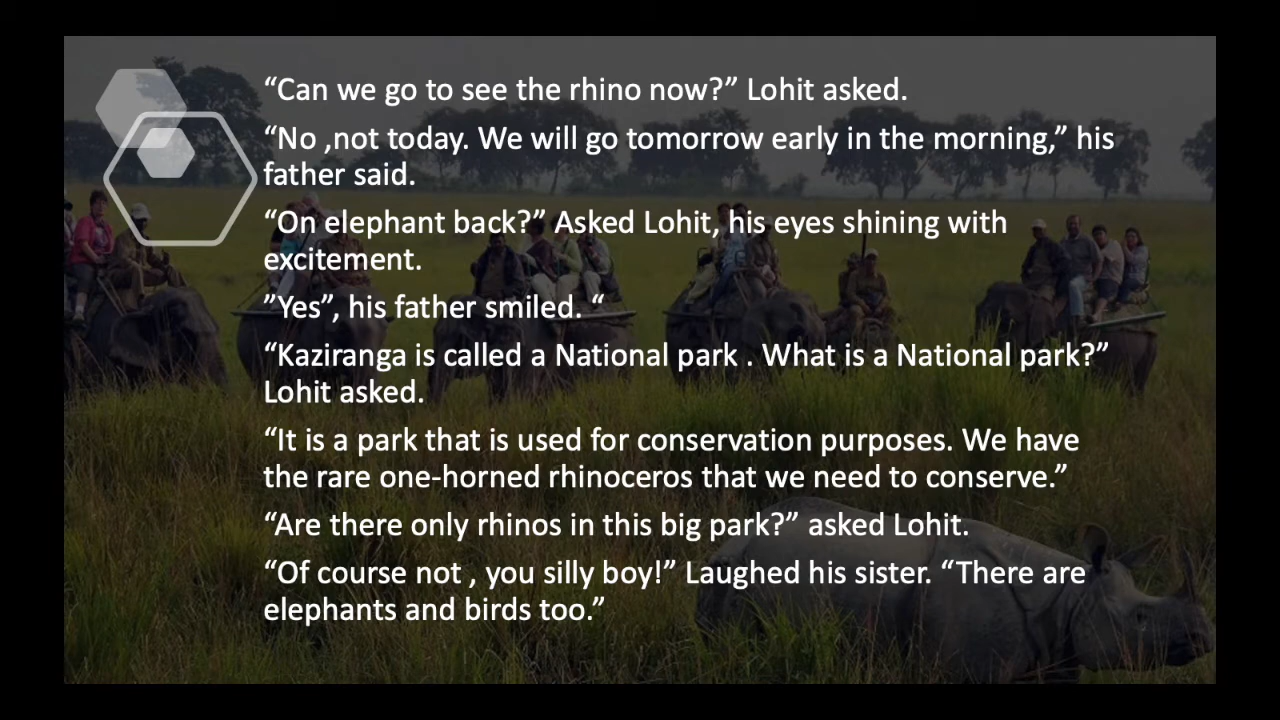 “Can we go to see the rhino now?” Lohit asked.
“No ,not today. We will go tomorrow early in the morning,” his
father said.
“On elephant back?” Asked Lohit, his eyes shining with
excitement.
”Yes”, his father smiled. “
“Kaziranga is called a National park . What is a National park?”
Lohit asked.
“It is a park that is used for conservation purposes. We have
the rare one-horned rhinoceros that we need to conserve.”
“Are there only rhinos in this big park?” asked Lohit.
“Of course not , you silly boy!” Laughed his sister. “There are
elephants and birds too.”